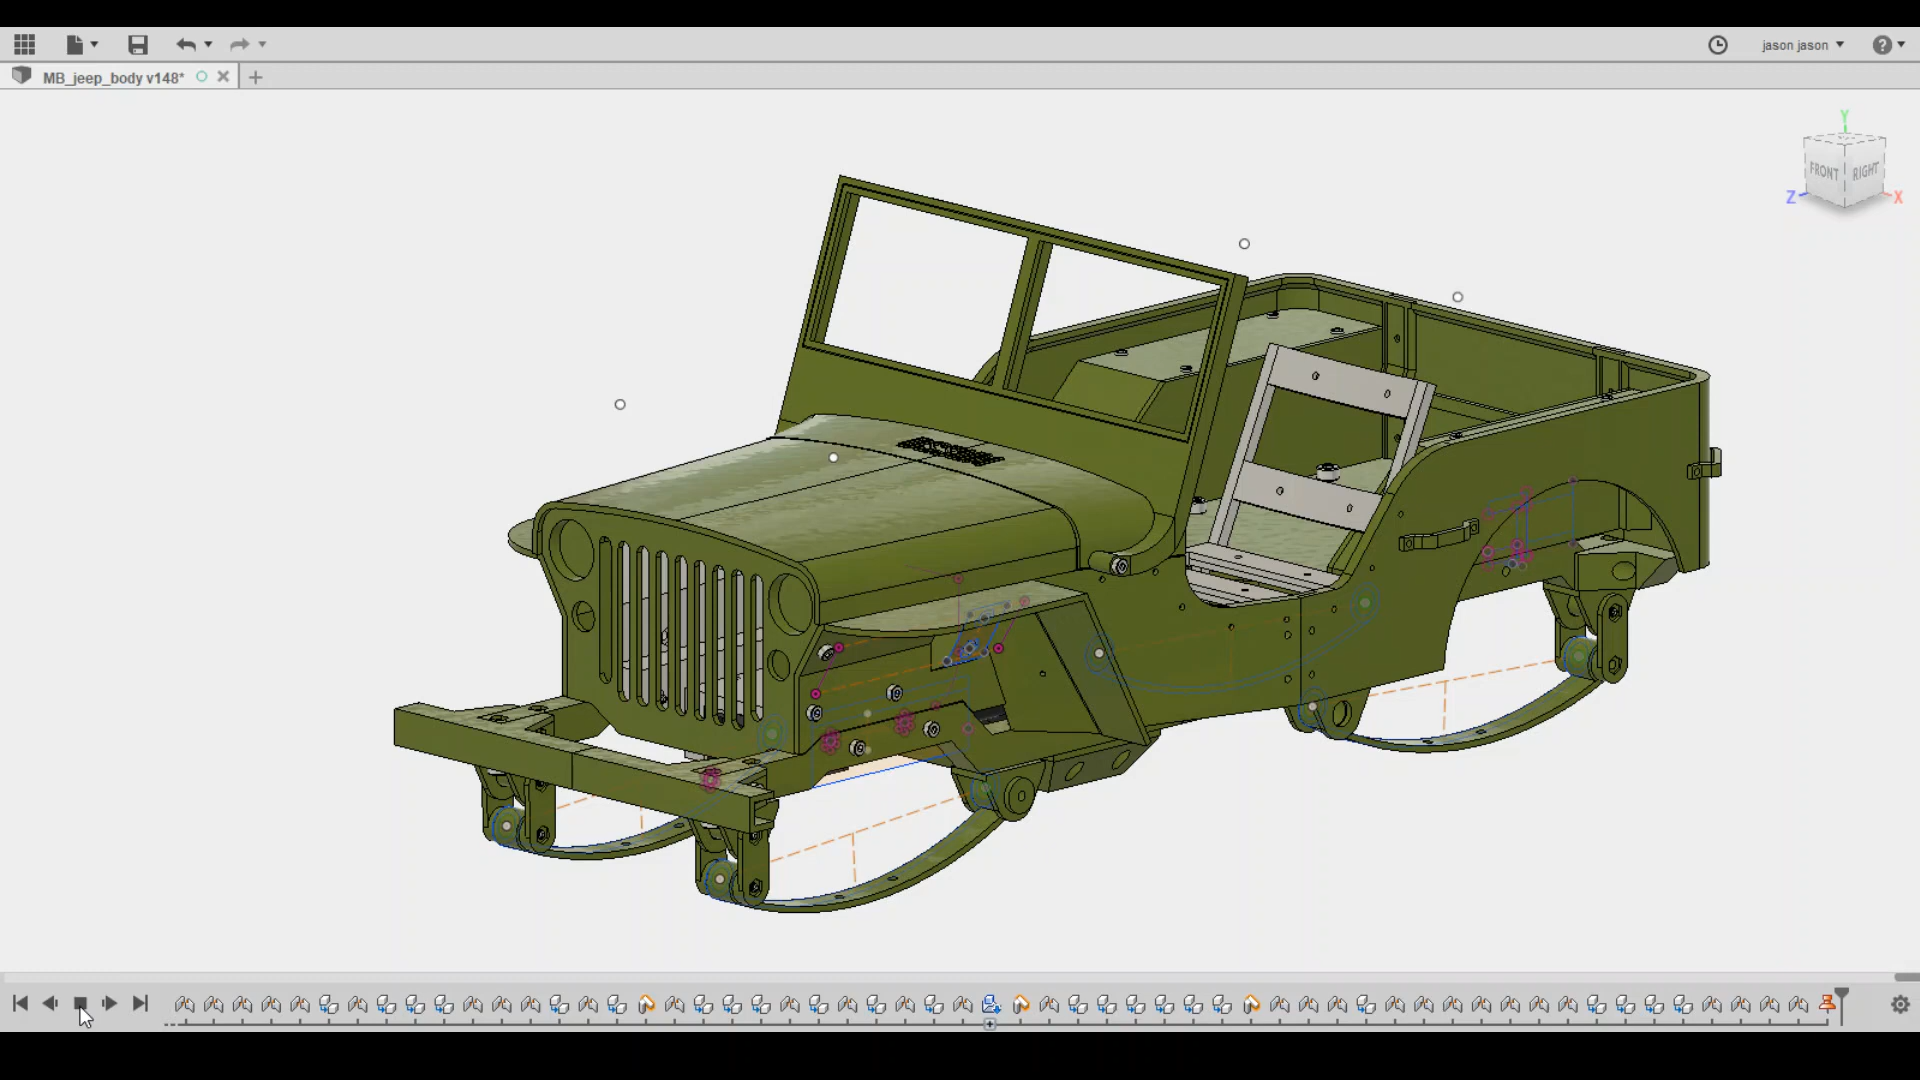 jason jason
?
MB_jeep_body v148*
Y
FRONT
RIGHT
Z
X